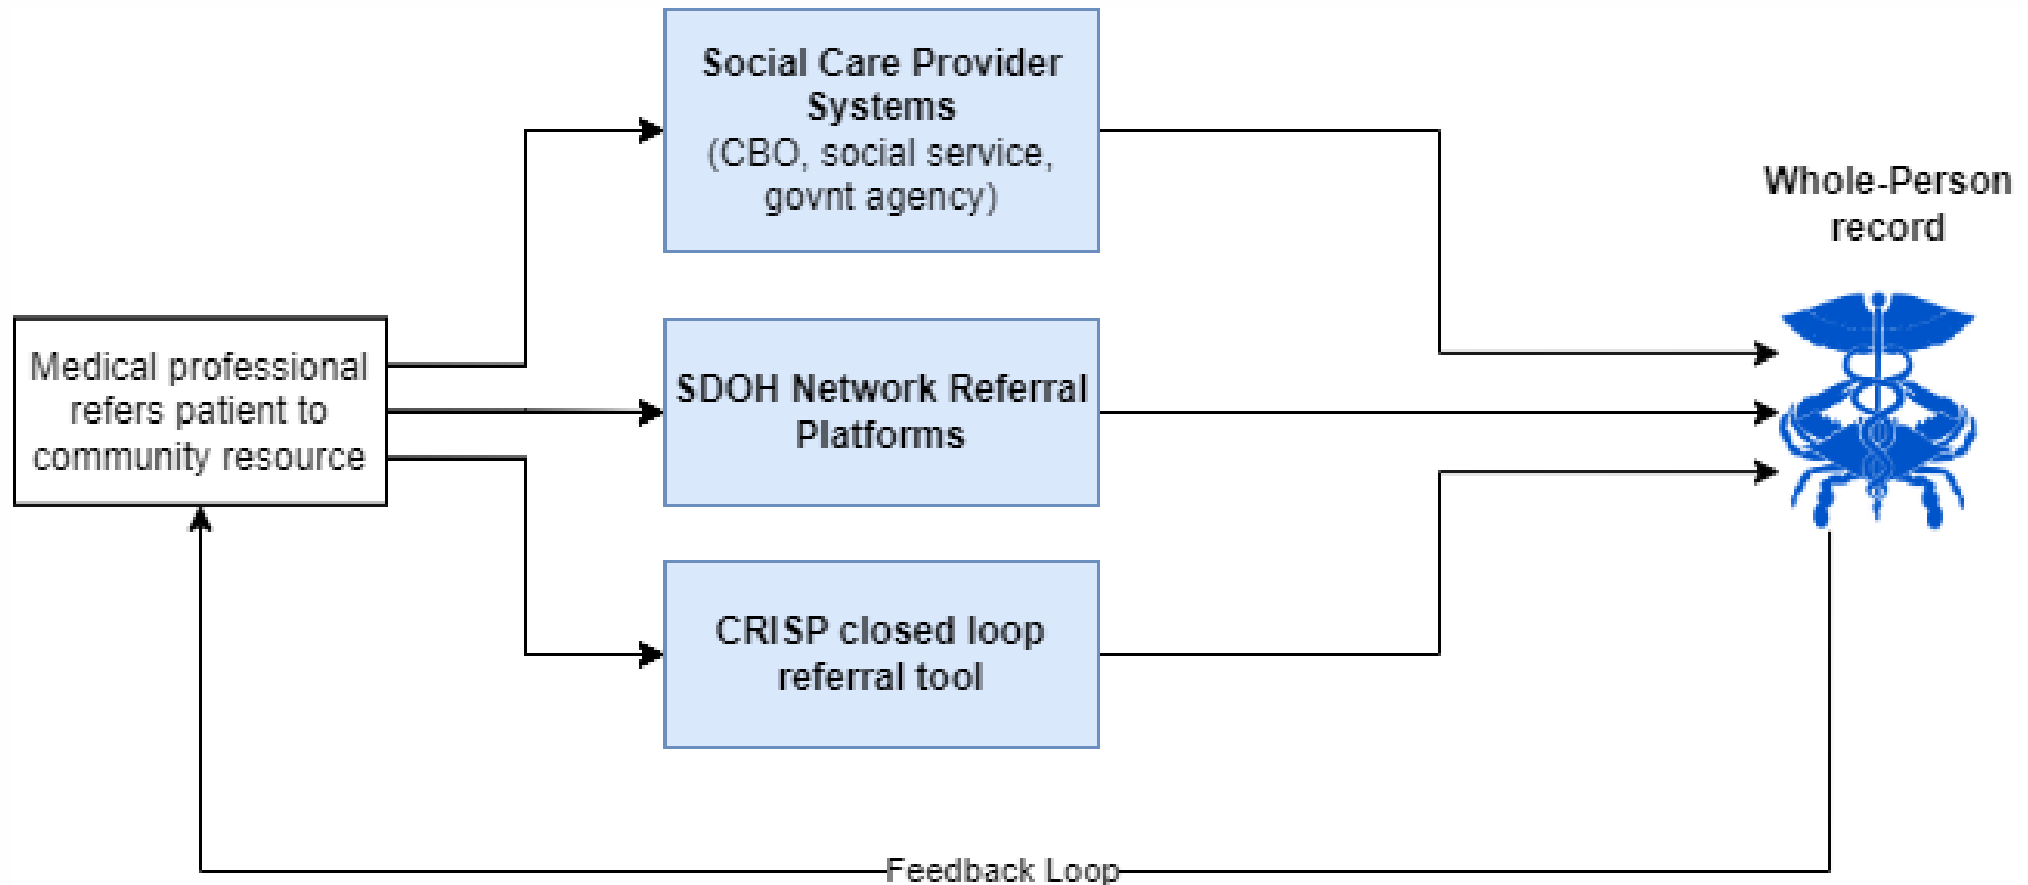 Social Care Provider
Systems
(CBO, social service,
govnt agency)
Whole-Person
record
Medical professional
refers patient to
community resource
SDOH Network Referral
Platforms
CRISP closed loop
referral tool
Feedback Loop